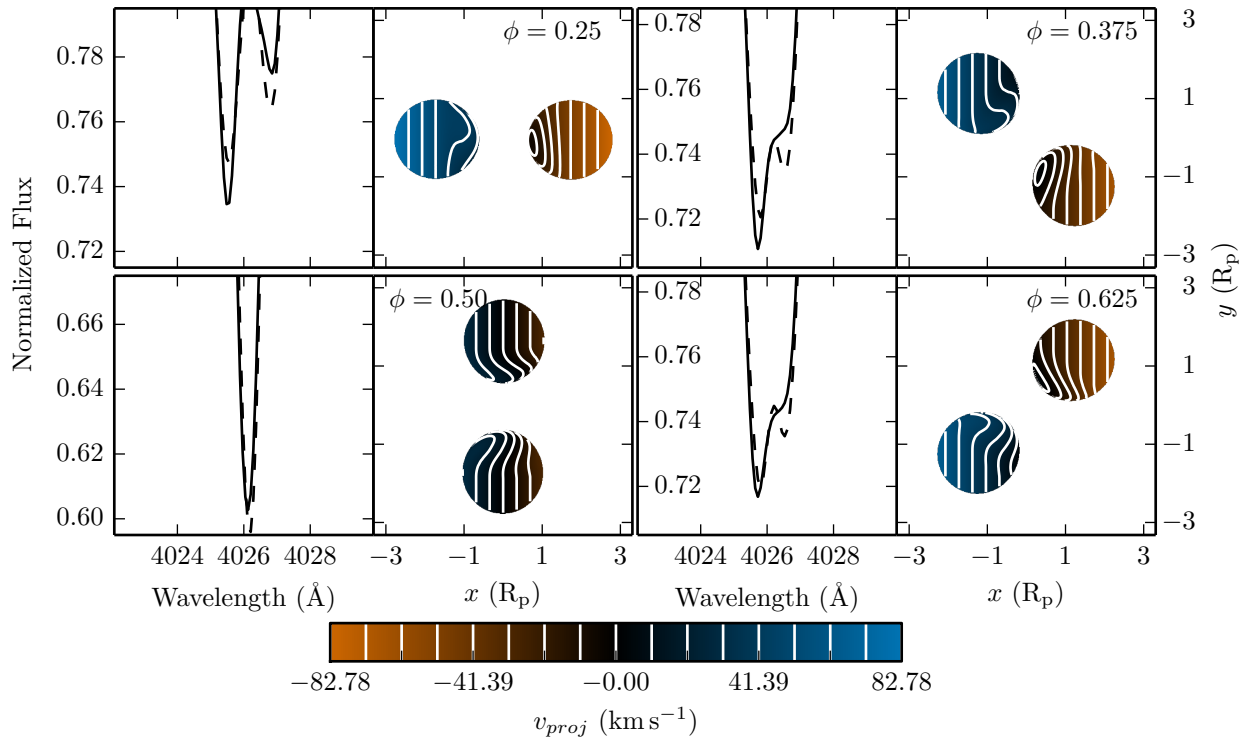 ϕ = 0.25
ϕ = 0.375
0.78
0.76
0.74
0.72
0.78
0.76
0.74
0.72
3
1
−1
−3
ϕ = 0.50
ϕ = 0.625
0.66
0.64
0.62
0.60
0.78
0.76
0.74
0.72
3
1
−1
−3
Normalized Flux
y (R_p)
4024 4026 4028
−3 −1 1 3
4024 4026 4028
−3 −1 1 3
Wavelength (Å)
x (R_p)
Wavelength (Å)
x (R_p)
−82.78 −41.39 −0.00 41.39 82.78
v_proj (km s⁻¹)